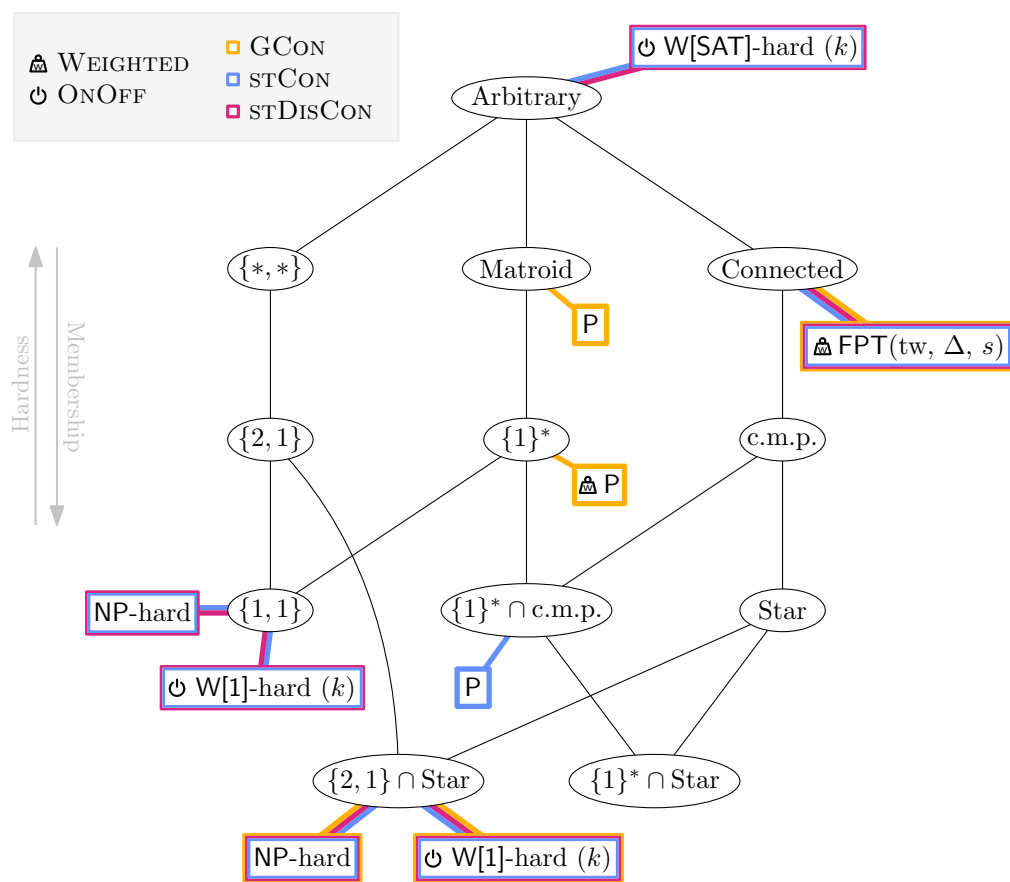 WEIGHTED
ONOFF
GCON
STCON
STDISCON
W[SAT]-hard (k)
Arbitrary
{∗,∗}
Matroid
Connected
P
FPT(tw, Δ, s)
Hardness
Membership
{2, 1}
{1}*
c.m.p.
P
NP-hard
{1, 1}
{1}* ∩ c.m.p.
Star
W[1]-hard (k)
P
{2, 1} ∩ Star
{1}* ∩ Star
NP-hard
W[1]-hard (k)